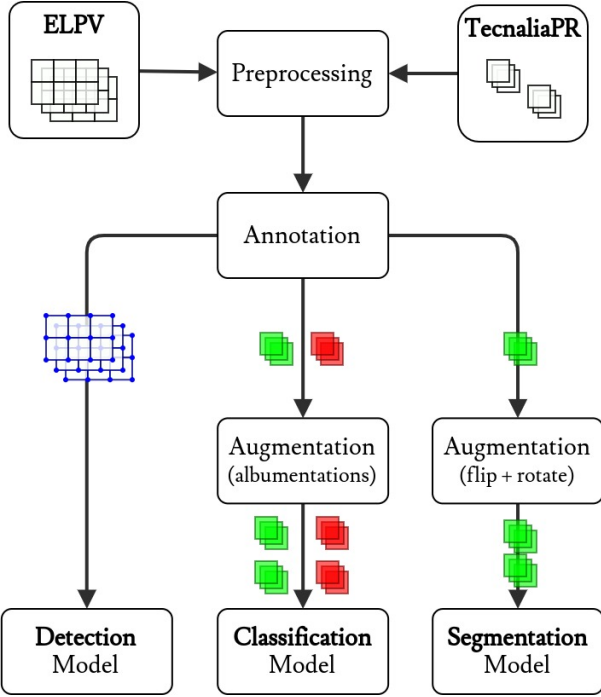 ELPV
TecnaliaPR
Preprocessing
Annotation
Augmentation
(albumentations)
Augmentation
(flip + rotate)
Detection
Model
Classification
Model
Segmentation
Model